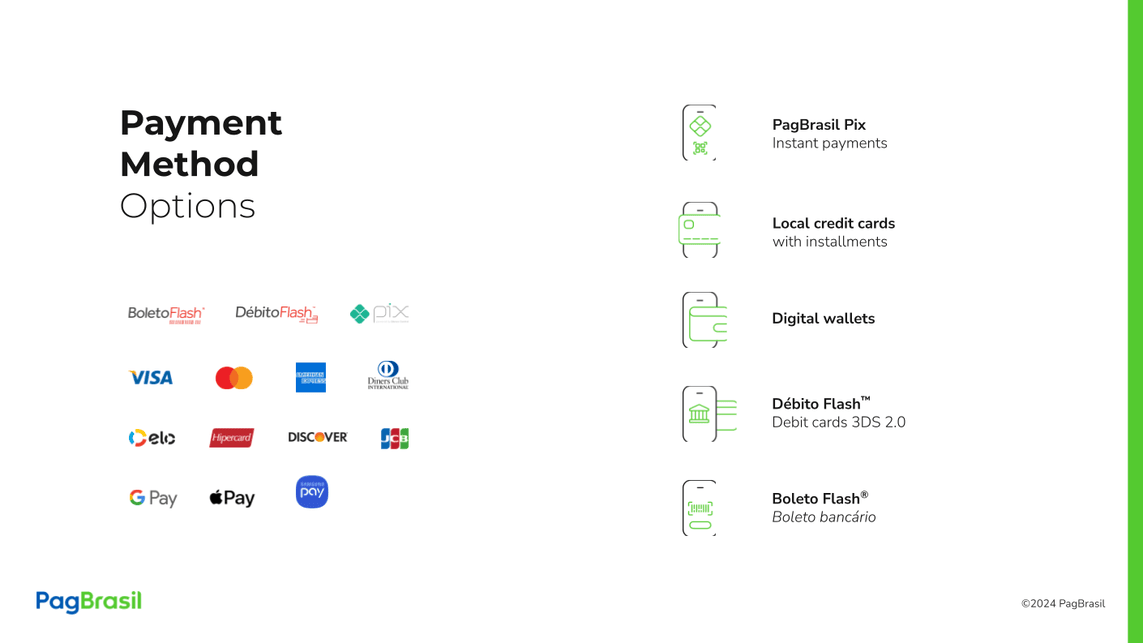 Payment
Method
Options
BoletoFlash®
DébitoFlash™
pix
VISA
AMERICAN EXPRESS
Diners Club
INTERNATIONAL
elo
Hipercard
DISCOVER
JCB
G Pay
Pay
SAMSUNG
pay
PagBrasil Pix
Instant payments
Local credit cards
with installments
Digital wallets
Débito Flash™
Debit cards 3DS 2.0
Boleto Flash®
Boleto bancário
PagBrasil
©2024 PagBrasil